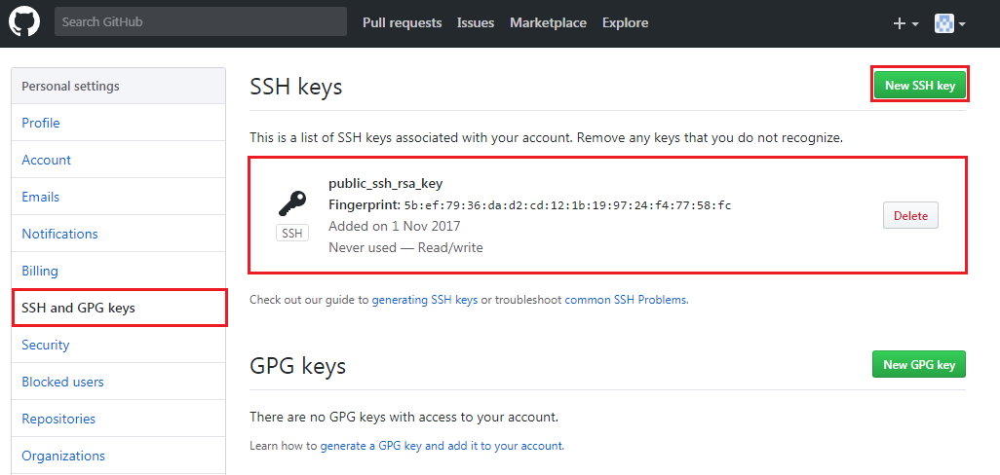 Search GitHub
Pull requests Issues Marketplace Explore
Personal settings
Profile
Account
Emails
Notifications
Billing
SSH and GPG keys
Security
Blocked users
Repositories
Organizations
SSH keys
New SSH key
This is a list of SSH keys associated with your account. Remove any keys that you do not recognize.
public_ssh_rsa_key
Fingerprint: 5b:ef:79:36:da:d2:cd:12:1b:19:97:24:f4:77:58:fc
SSH
Added on 1 Nov 2017
Never used — Read/write
Delete
Check out our guide to generating SSH keys or troubleshoot common SSH Problems.
GPG keys
New GPG key
There are no GPG keys with access to your account.
Learn how to generate a GPG key and add it to your account.